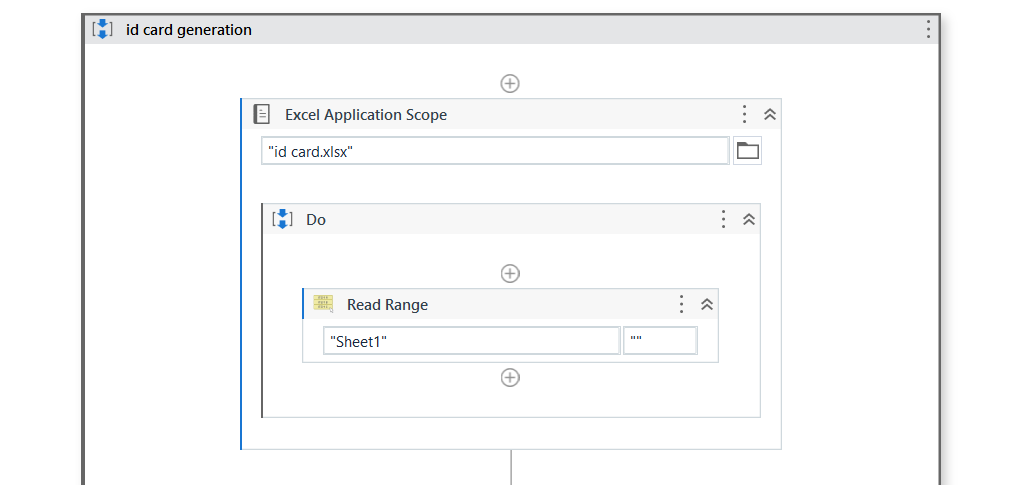 id card generation
Excel Application Scope
"id card.xlsx"
Do
Read Range
"Sheet1" ""